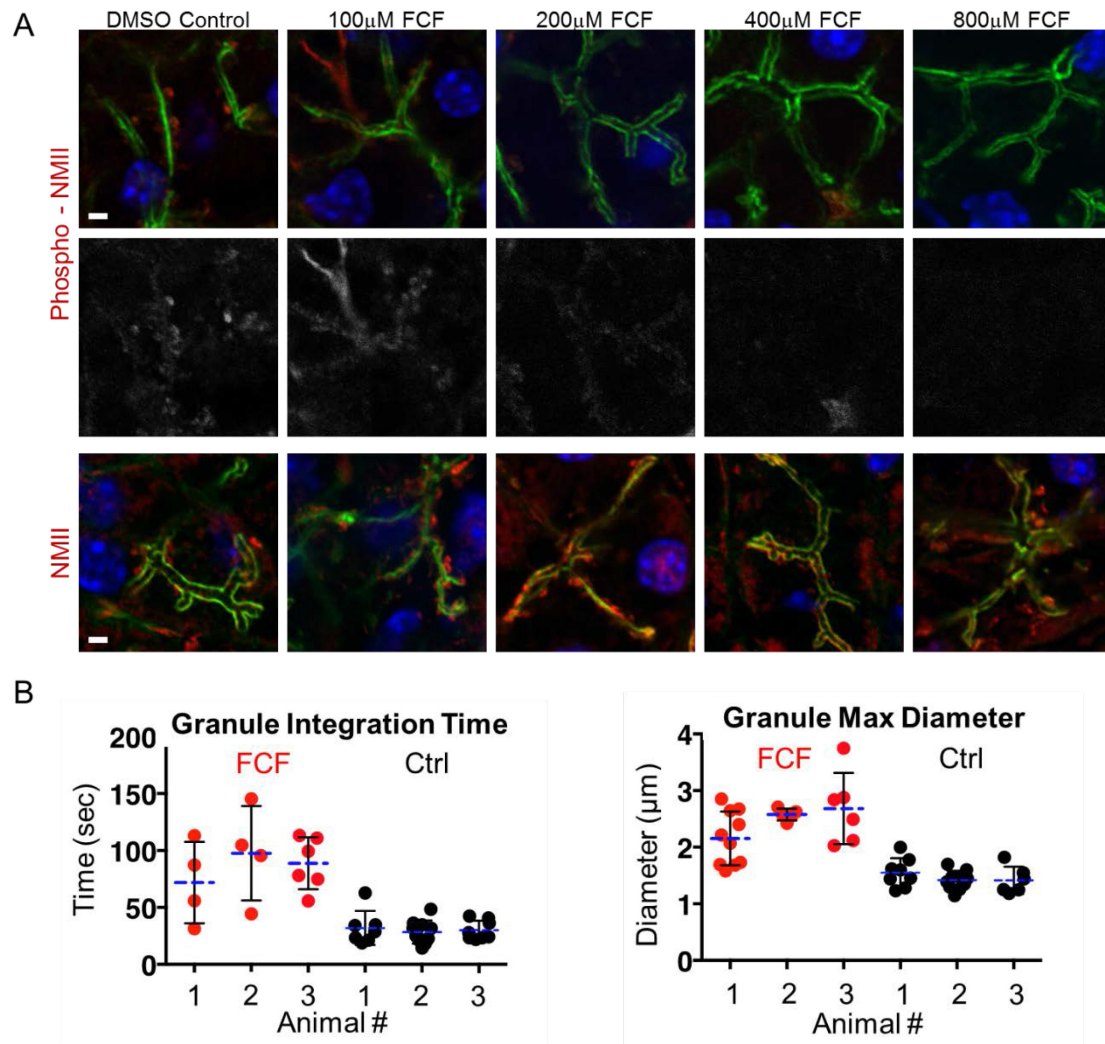 A
DMSO Control 100µM FCF 200µM FCF 400µM FCF 800µM FCF
Phospho - NMII
NMII
B
Granule Integration Time
FCF Ctrl
Time (sec)
200
150
100
50
0
1 2 3 1 2 3
Animal #
Granule Max Diameter
FCF Ctrl
Diameter (µm)
4
3
2
1
0
1 2 3 1 2 3
Animal #